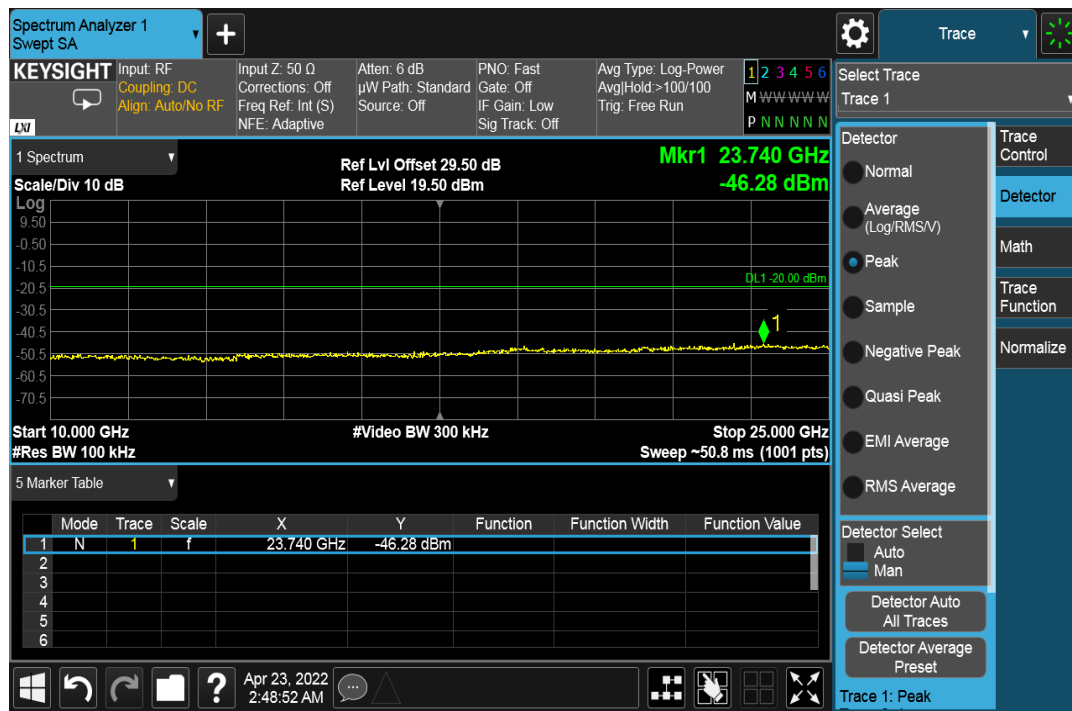 Spectrum Analyzer 1
Swept SA
+
Trace
KEYSIGHT
LXI
Input: RF
Coupling: DC
Align: Auto/No RF
Input Z: 50 Ω
Corrections: Off
Freq Ref: Int (S)
NFE: Adaptive
Atten: 6 dB
µW Path: Standard
Source: Off
PNO: Fast
Gate: Off
IF Gain: Low
Sig Track: Off
Avg Type: Log-Power
Avg|Hold:>100/100
Trig: Free Run
1 2 3 4 5 6
M W W W W W
P N N N N N
Select Trace
Trace 1
1 Spectrum
Scale/Div 10 dB
Ref Lvl Offset 29.50 dB
Ref Level 19.50 dBm
Mkr1 23.740 GHz
-46.28 dBm
Log
9.50
-0.50
-10.5
-20.5
-30.5
-40.5
-50.5
-60.5
-70.5
DL1 -20.00 dBm
1
Start 10.000 GHz
#Res BW 100 kHz
#Video BW 300 kHz
Stop 25.000 GHz
Sweep ~50.8 ms (1001 pts)
5 Marker Table
Mode Trace Scale X Y Function Function Width Function Value
1 N 1 f 23.740 GHz -46.28 dBm
2
3
4
5
6
?
Apr 23, 2022
2:48:52 AM
Detector
Normal
Average
(Log/RMS/V)
Peak
Sample
Negative Peak
Quasi Peak
EMI Average
RMS Average
Detector Select
Auto
Man
Detector Auto
All Traces
Detector Average
Preset
Trace 1: Peak
Trace
Control
Detector
Math
Trace
Function
Normalize